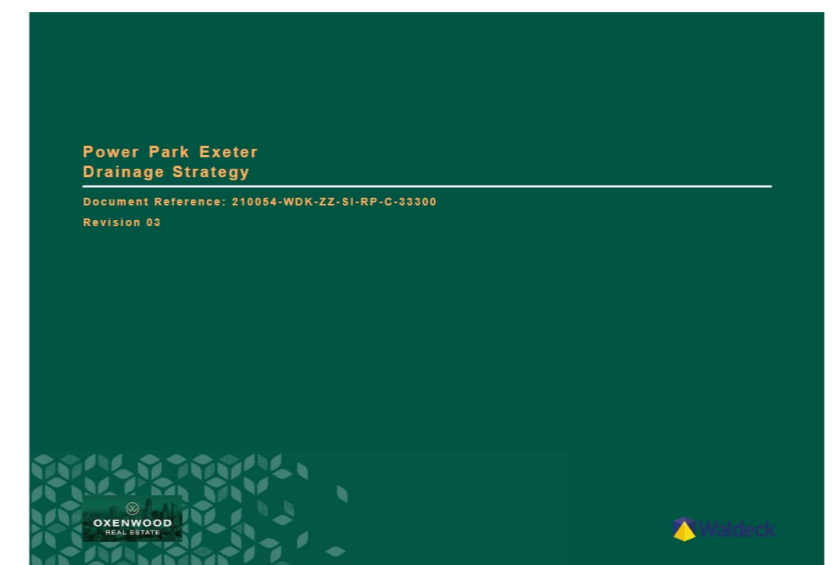 Power Park Exeter
Drainage Strategy
Document Reference: 210054-WDK-ZZ-SI-RP-C-33300
Revision 03
OXENWOOD
REAL ESTATE
Waldeck